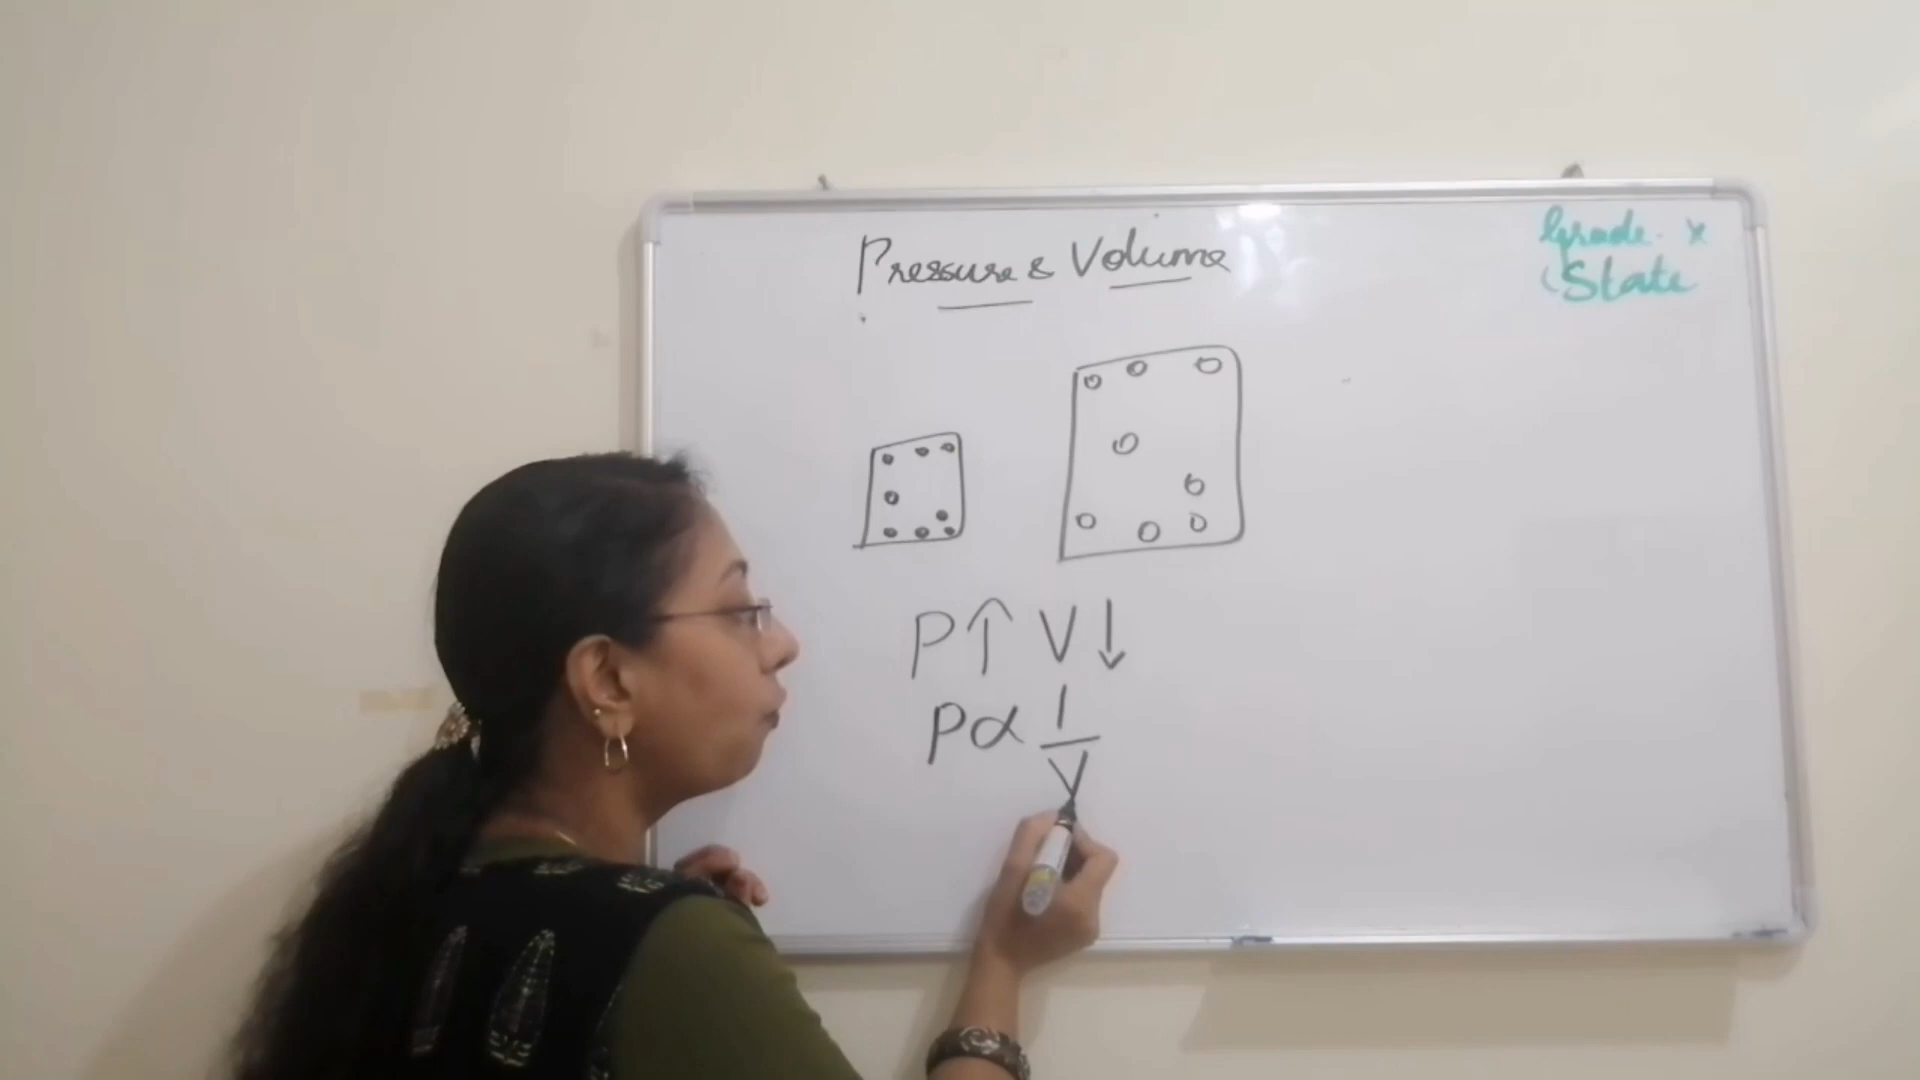 Pressure & Volume
Grade X
(State
P↑ V↓
P∝ 1/V